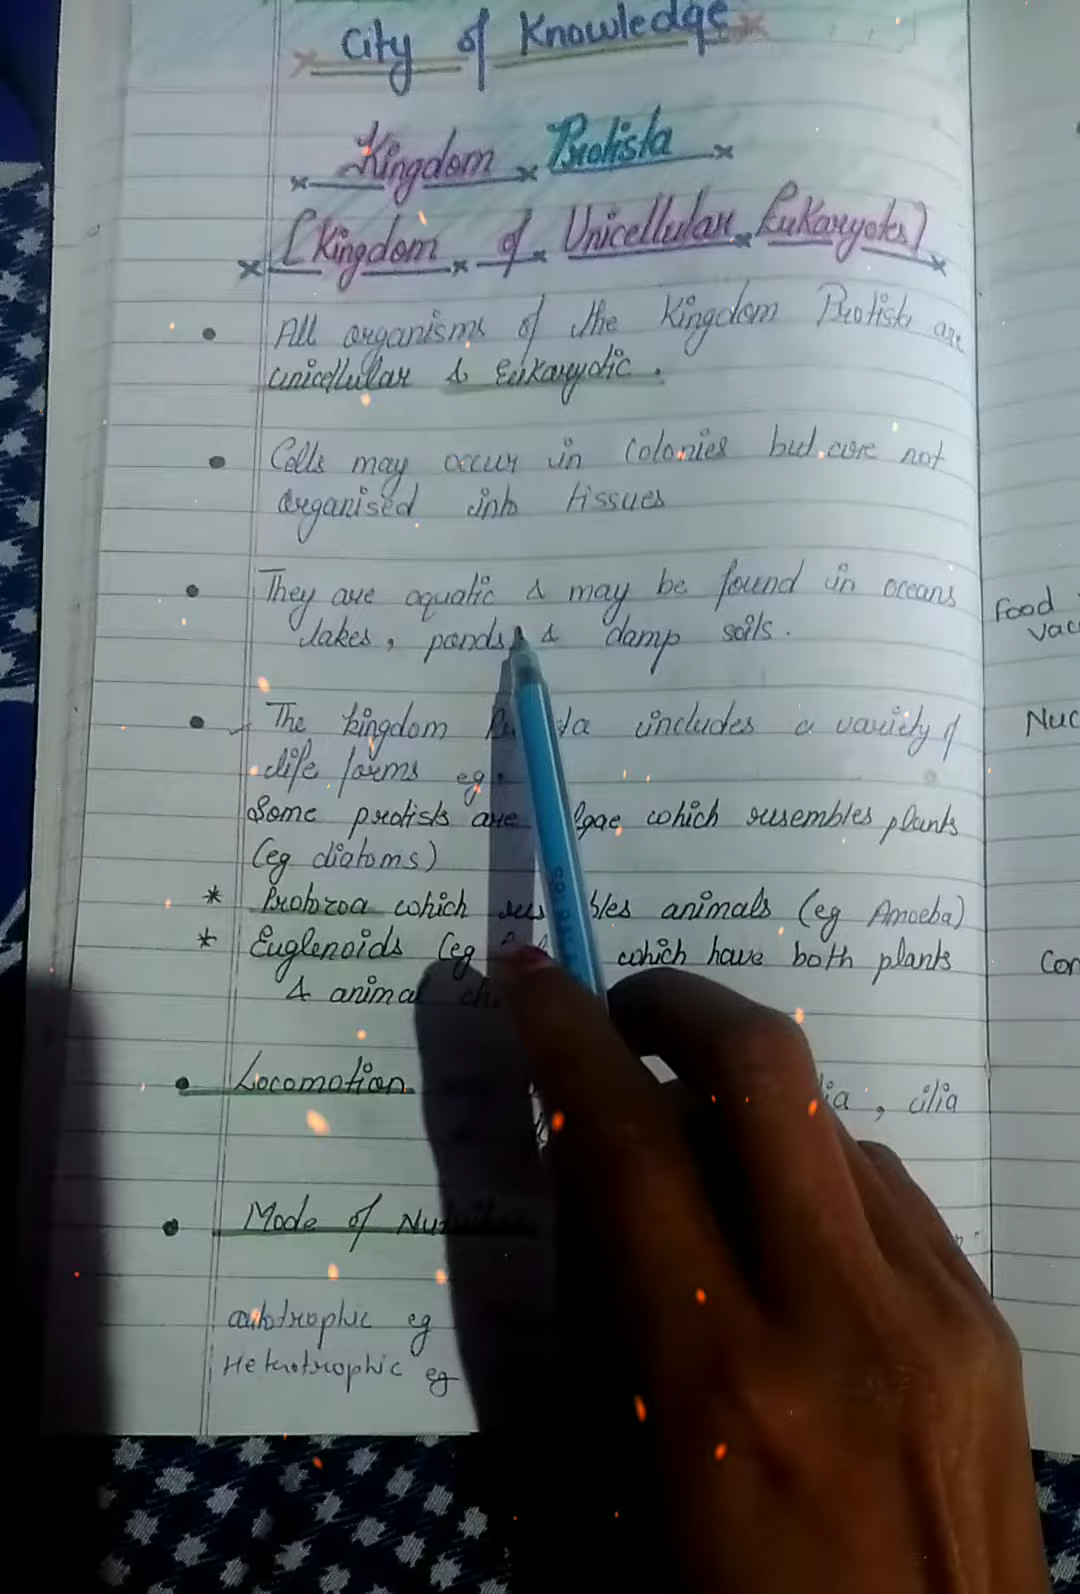 City of Knowledge
Kingdom Protista
(Kingdom of Unicellular Eukaryotes)
All organisms of the Kingdom Protista are
unicellular & Eukaryotic.
Cells may occur in colonies but are not
organised into tissues
They are aquatic & may be found in oceans
lakes, ponds & damp soils.
The kingdom includes a variety of
life forms eg.
Some protists are which resembles plants
(eg diatoms)
* Protozoa which animals (eg Amoeba)
* Euglenoids (eg which have both plants
& animal
Locomotion , cilia
Mode of
autotrophic eg
Heterotrophic eg
Food
Vac
Nuc
Con